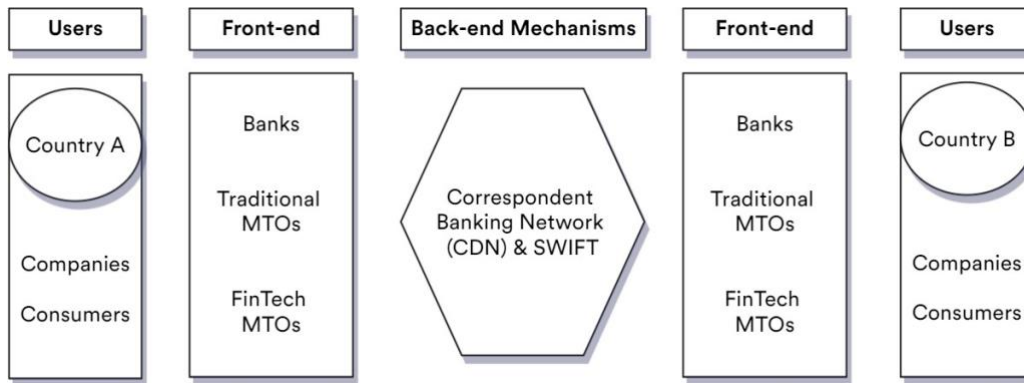 Users
Front-end
Back-end Mechanisms
Front-end
Users
Country A
Companies
Consumers
Banks
Traditional
MTOs
FinTech
MTOs
Correspondent
Banking Network
(CDN) & SWIFT
Banks
Traditional
MTOs
FinTech
MTOs
Country B
Companies
Consumers